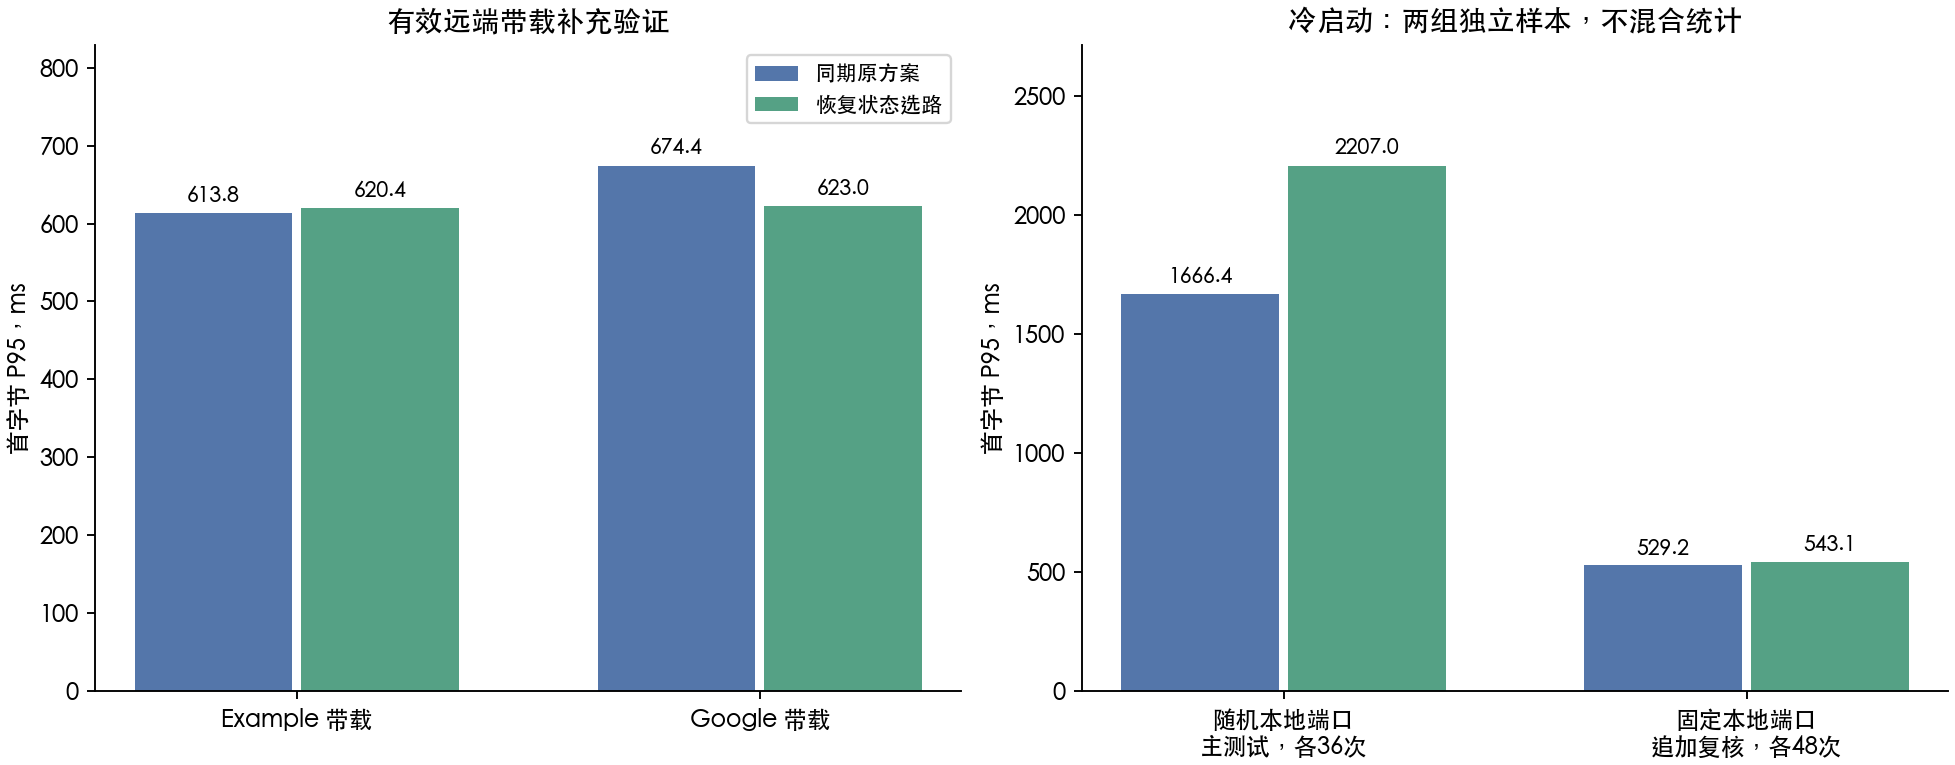 有效远端带载补充验证
800
700
600
500
400
300
200
100
0
首字节 P95，ms
同期原方案
恢复状态选路
613.8
620.4
674.4
623.0
Example 带载
Google 带载
冷启动：两组独立样本，不混合统计
2500
2000
1500
1000
500
0
首字节 P95，ms
1666.4
2207.0
529.2
543.1
随机本地端口
主测试，各36次
固定本地端口
追加复核，各48次